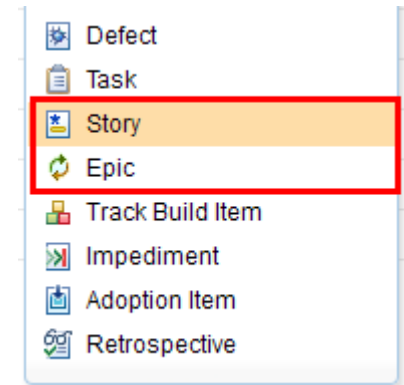 Defect
Task
Story
Epic
Track Build Item
Impediment
Adoption Item
Retrospective